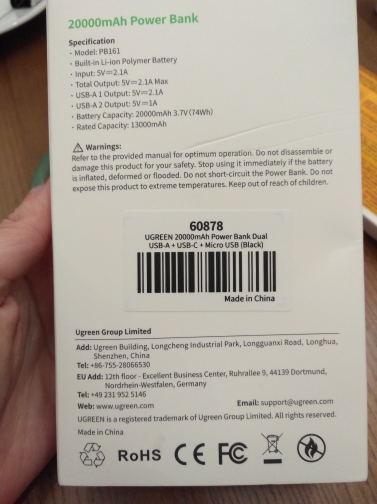 20000mAh Power Bank
Specification
· Model: PB161
· Built-in Li-ion Polymer Battery
· Input: 5V⎓2.1A
· Total Output: 5V⎓2.1A Max
· USB-A 1 Output: 5V⎓2.1A
· USB-A 2 Output: 5V⎓1A
· Battery Capacity: 20000mAh 3.7V(74Wh)
· Rated Capacity: 13000mAh
Warnings:
Refer to the provided manual for optimum operation. Do not disassemble or
damage this product for your safety. Stop using it immediately if the battery
is inflated, deformed or flooded. Do not short-circuit the Power Bank. Do not
expose this product to extreme temperatures. Keep out of reach of children.
60878
UGREEN 20000mAh Power Bank Dual
USB-A + USB-C + Micro USB (Black)
Made in China
Ugreen Group Limited
Add: Ugreen Building, Longcheng Industrial Park, Longguanxi Road, Longhua,
Shenzhen, China
Tel: +86-755-28066530
EU Add: 12th floor - Excellent Business Center, Ruhrallee 9, 44139 Dortmund,
Nordrhein-Westfalen, Germany
Tel: +49 231 952 5146
Web: www.ugreen.com Email: support@ugreen.com
UGREEN is a registered trademark of Ugreen Group Limited. All rights reserved.
Made in China
RoHS CE FC